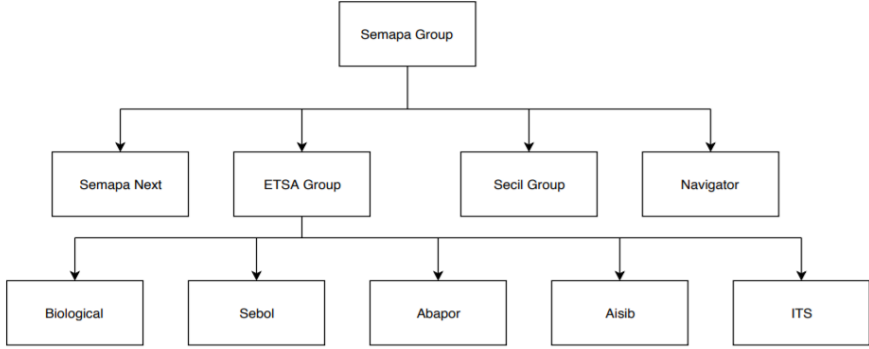 Semapa Group
Semapa Next
ETSA Group
Secil Group
Navigator
Biological
Sebol
Abapor
Aisib
ITS